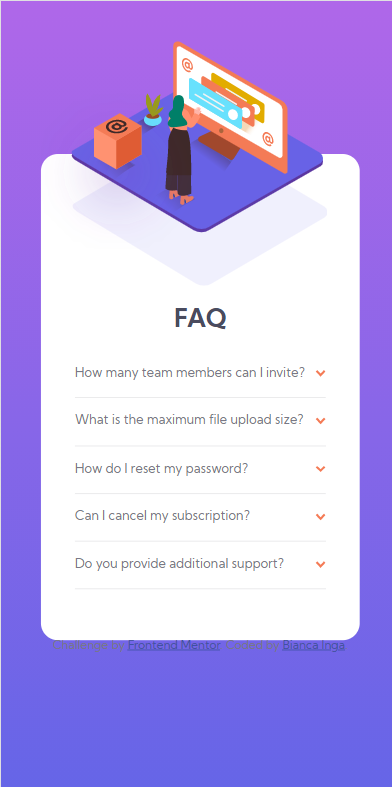 FAQ
How many team members can I invite?
What is the maximum file upload size?
How do I reset my password?
Can I cancel my subscription?
Do you provide additional support?
Challenge by Frontend Mentor. Coded by Bianca Inga